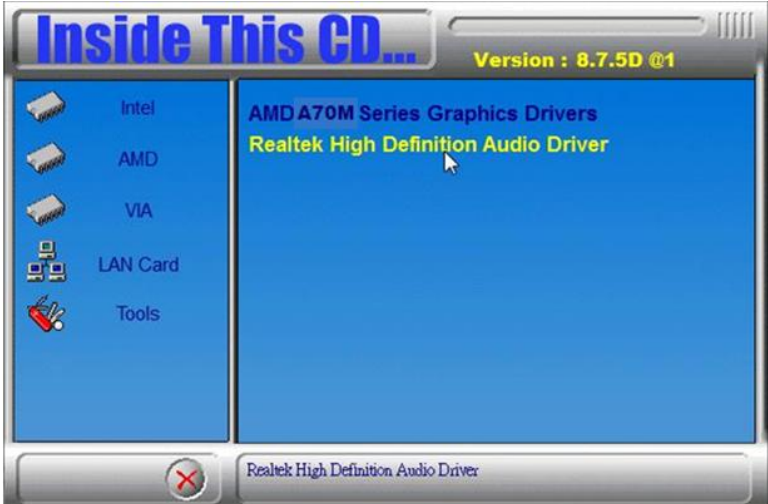 Inside This CD...
Version : 8.7.5D @1
Intel
AMD
VIA
LAN Card
Tools
AMD A70M Series Graphics Drivers
Realtek High Definition Audio Driver
Realtek High Definition Audio Driver